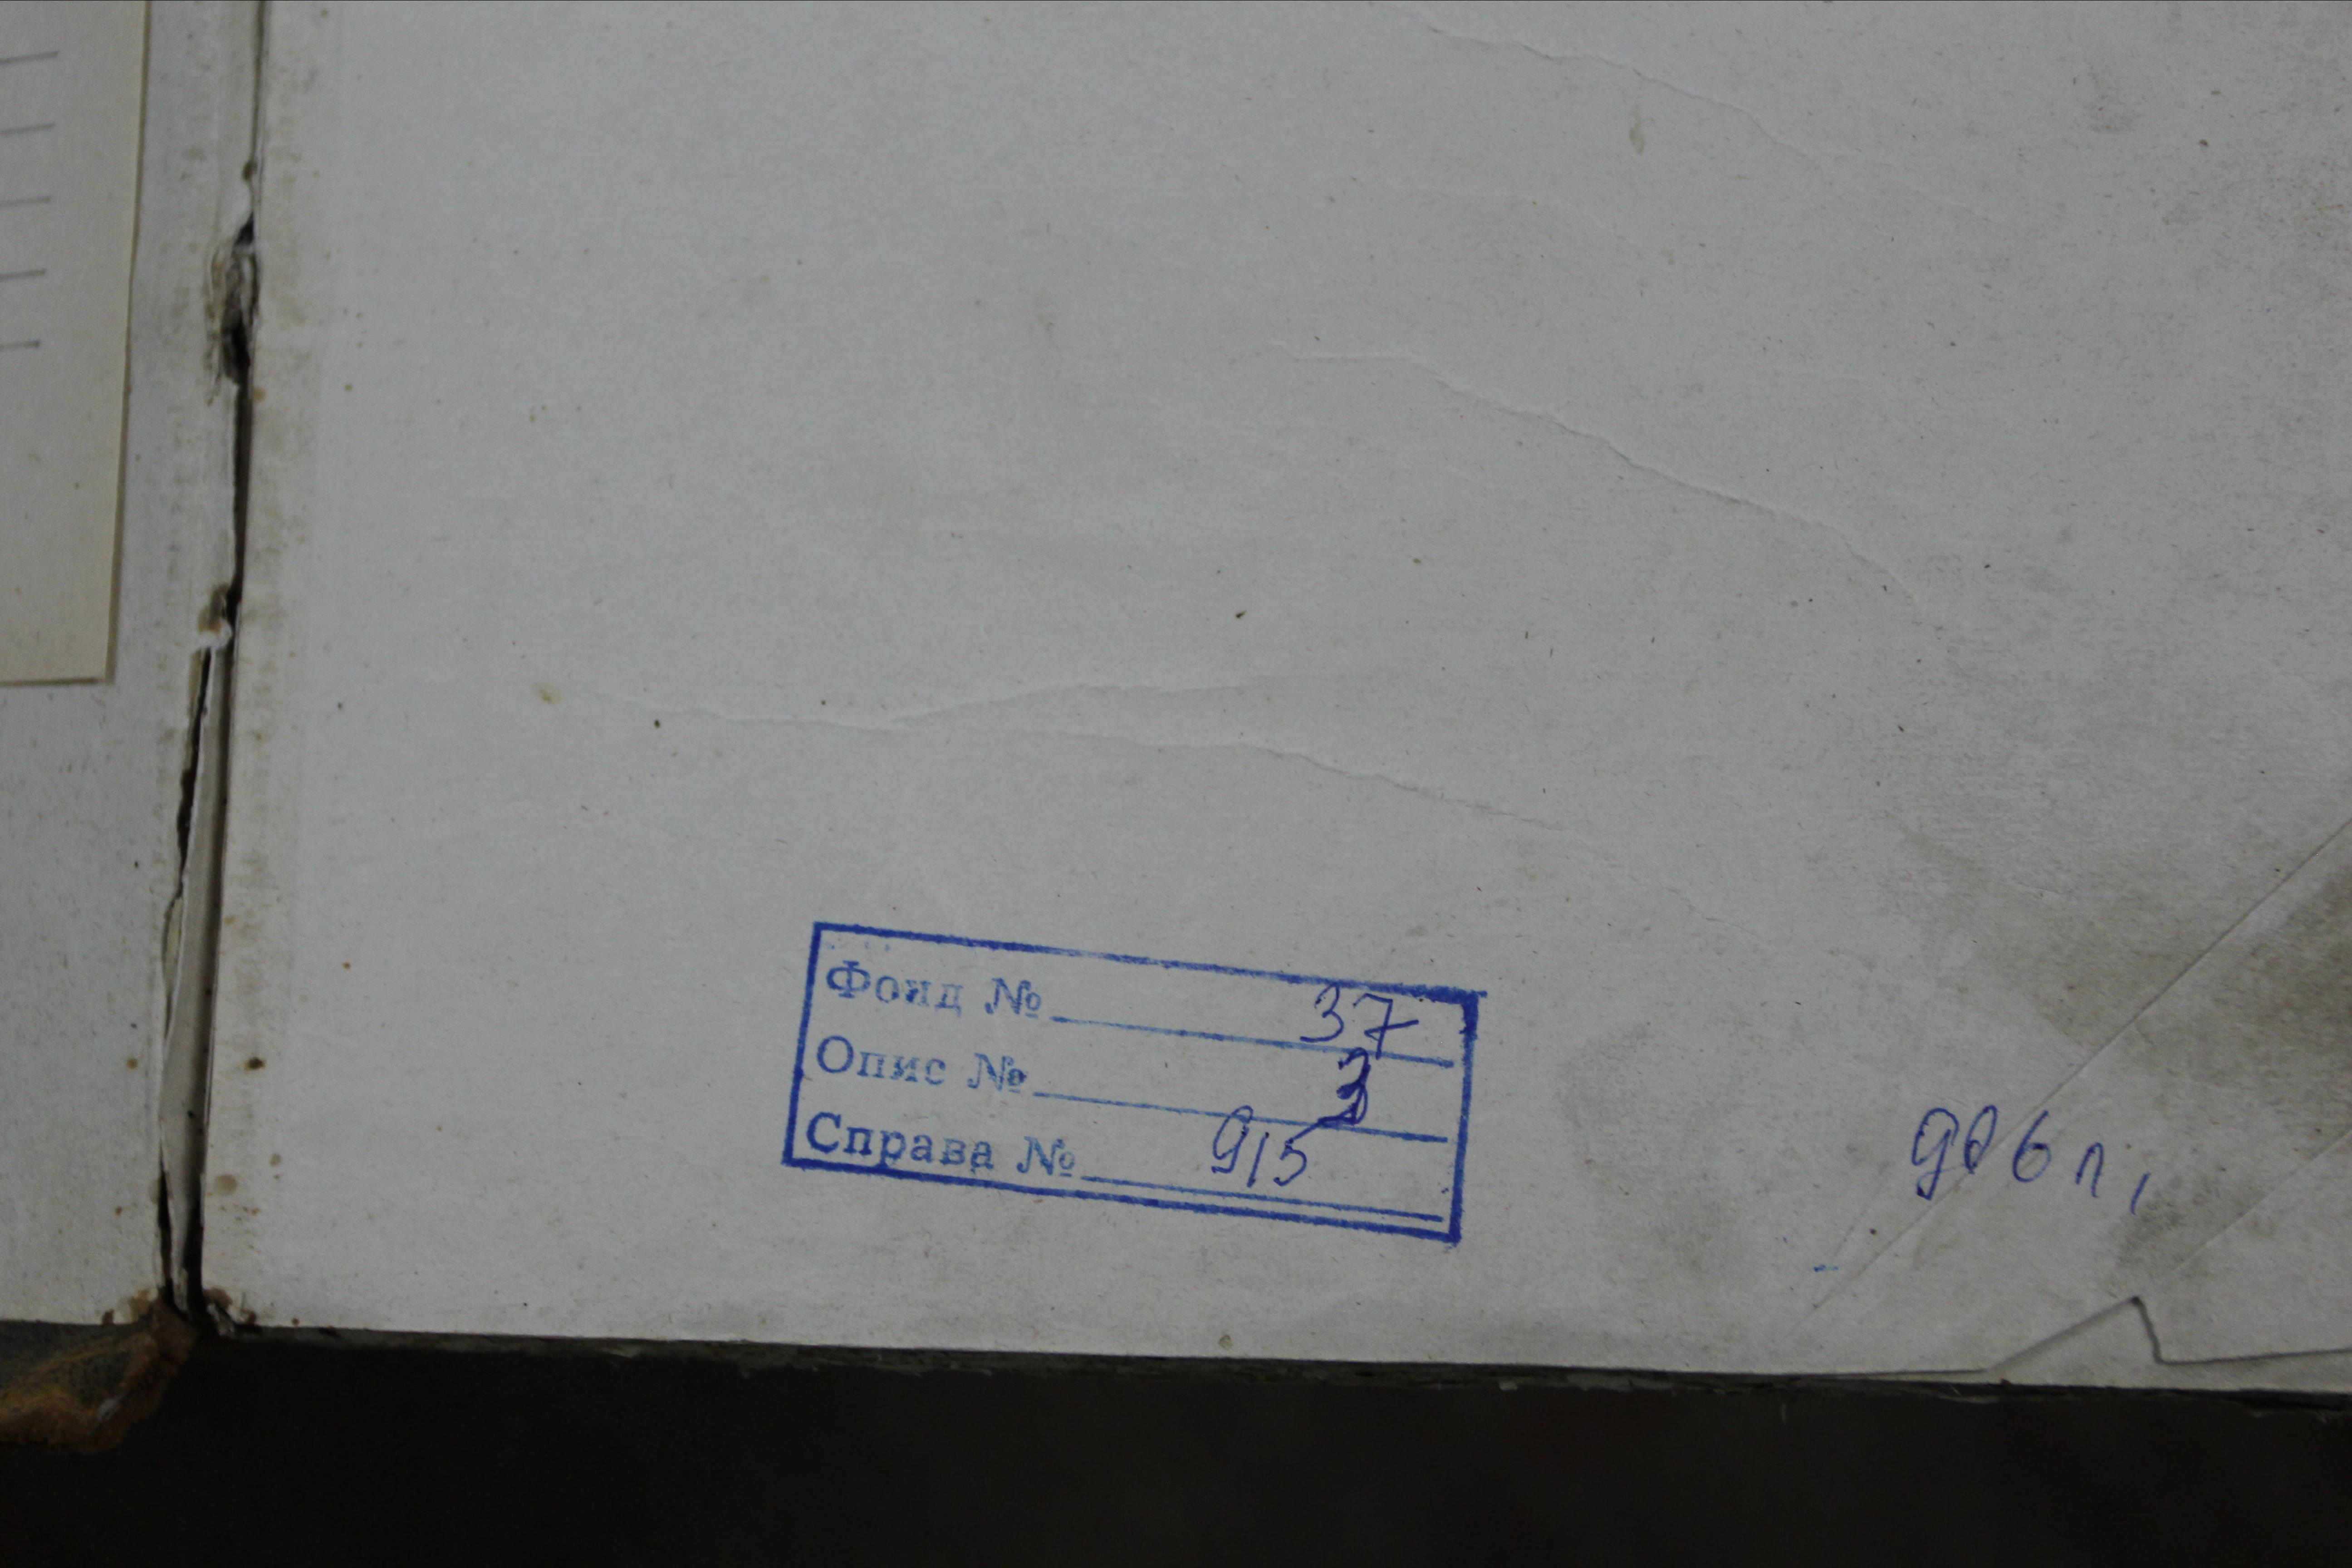 Фонд № 37
Опис № 3
Справа № 915
906 л,